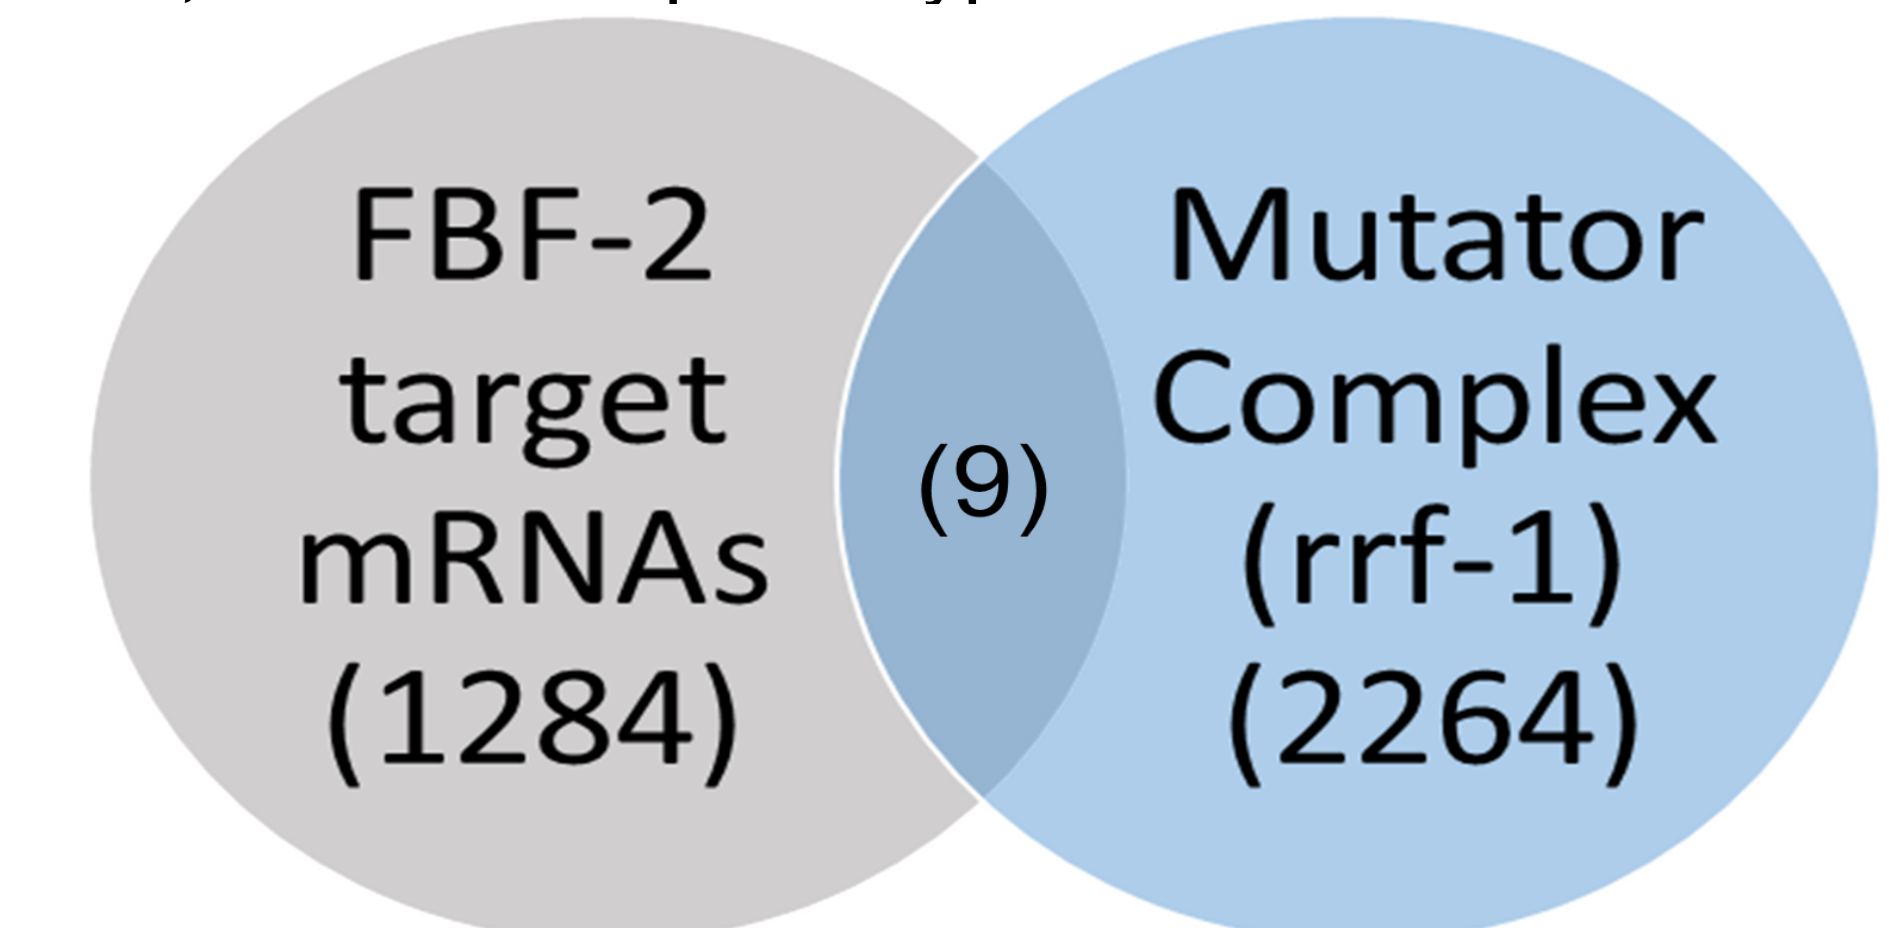 FBF-2
target
mRNAs
(1284)
(9)
Mutator
Complex
(rrf-1)
(2264)